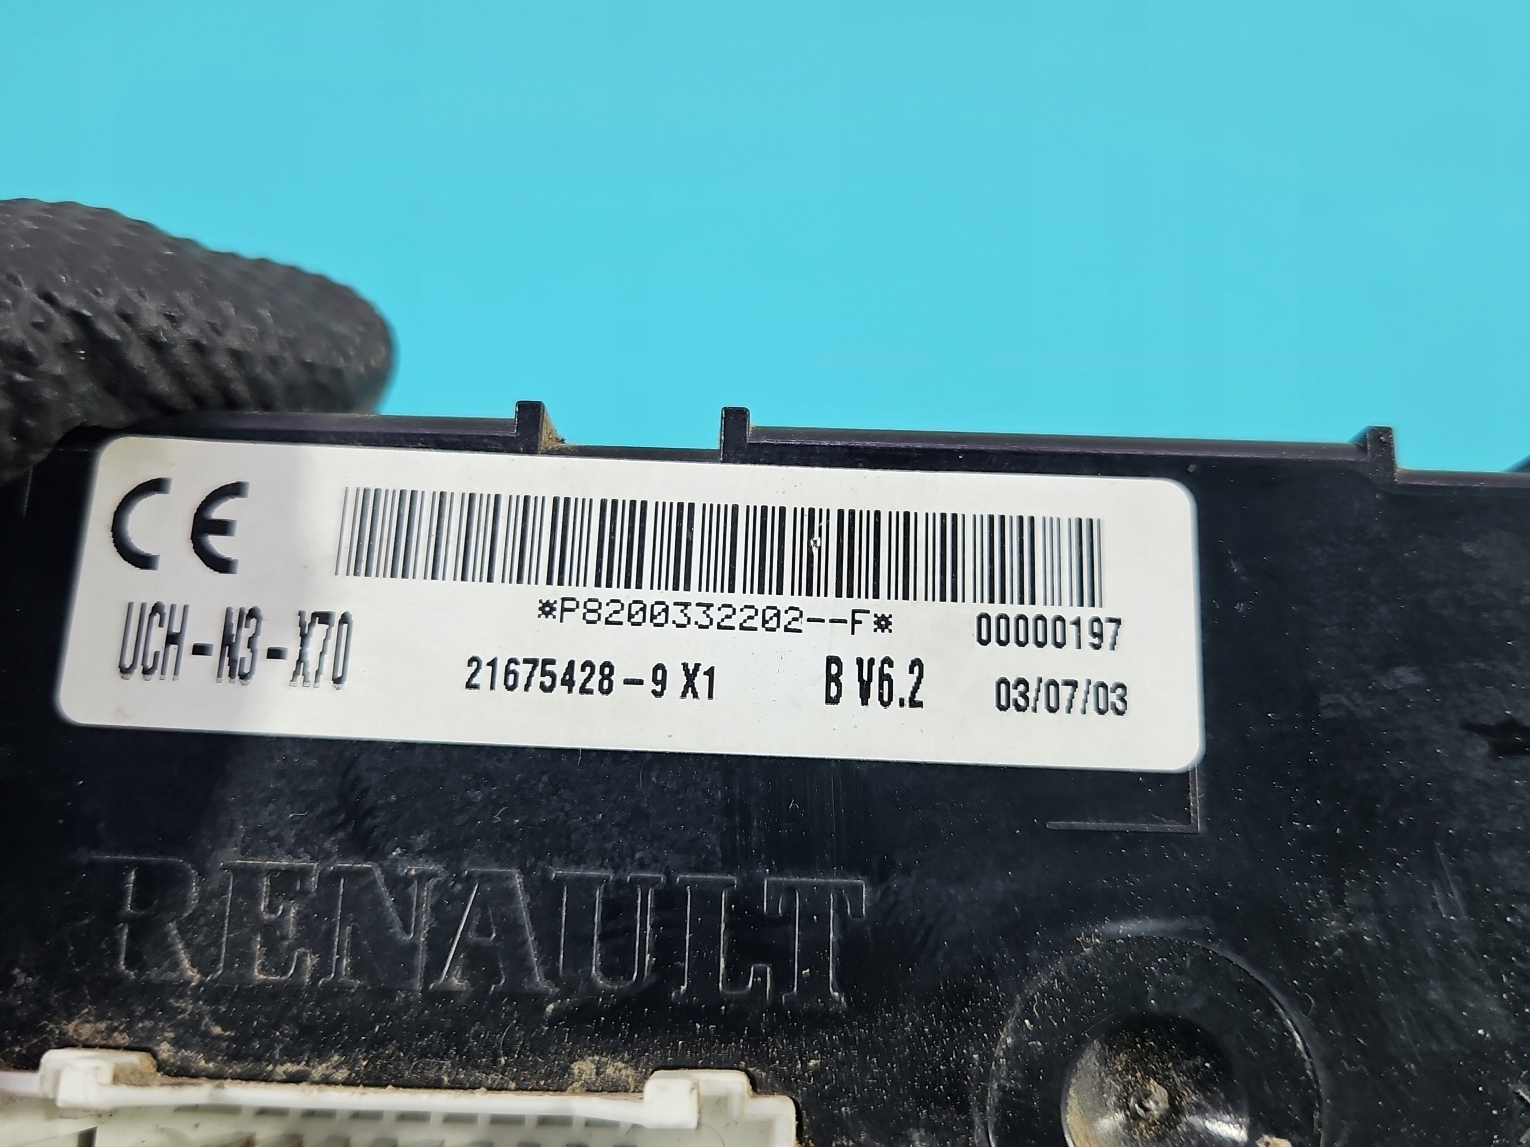 CE
*P8200332202--F*
00000197
UCH-N3-X70
21675428-9 X1
B V6.2
03/07/03
RENAULT